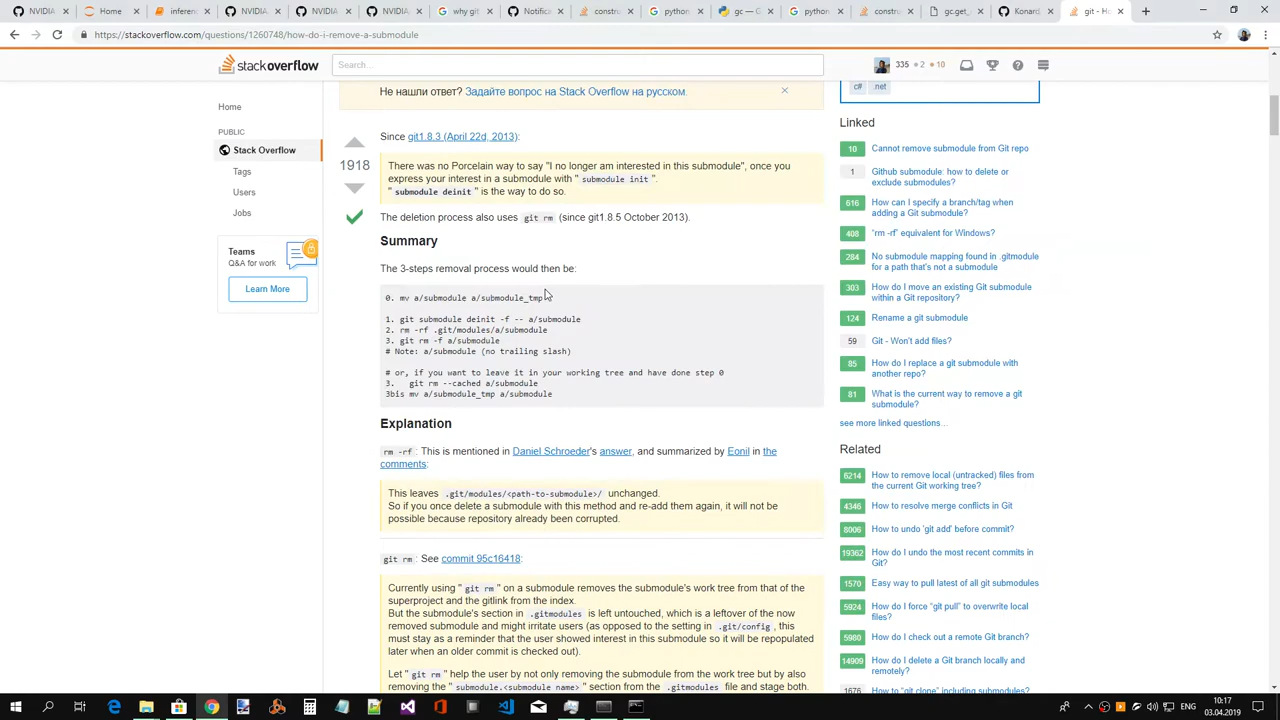 NVIDIA
NVIDIA
NVIDIA
why git
Notific
constru
python
gc — G
Python
NVIDIA
https://stackoverflow.com/questions/1260748/how-do-i-remove-a-submodule
stackoverflow
Search…
335 2 10
Home
PUBLIC
Stack Overflow
Tags
Users
Jobs
Teams
Q&A for work
Learn More
Не нашли ответ? Задайте вопрос на Stack Overflow на русском.
1918
Since git1.8.3 (April 22d, 2013):
There was no Porcelain way to say "I no longer am interested in this submodule", once you
express your interest in a submodule with "submodule init".
"submodule deinit" is the way to do so.
The deletion process also uses git rm (since git1.8.5 October 2013).
Summary
The 3-steps removal process would then be:
0. mv a/submodule a/submodule_tmp
1. git submodule deinit -f -- a/submodule
2. rm -rf .git/modules/a/submodule
3. git rm -f a/submodule
# Note: a/submodule (no trailing slash)
# or, if you want to leave it in your working tree and have done step 0
3.   git rm --cached a/submodule
3bis mv a/submodule_tmp a/submodule
Explanation
rm -rf: This is mentioned in Daniel Schroeder's answer, and summarized by Eonil in the
comments:
This leaves .git/modules/<path-to-submodule>/ unchanged.
So if you once delete a submodule with this method and re-add them again, it will not be
possible because repository already been corrupted.
git rm: See commit 95c16418:
Currently using "git rm" on a submodule removes the submodule's work tree from that of the
superproject and the gitlink from the index.
But the submodule's section in .gitmodules is left untouched, which is a leftover of the now
removed submodule and might irritate users (as opposed to the setting in .git/config, this
must stay as a reminder that the user showed interest in this submodule so it will be repopulated
later when an older commit is checked out).
Let "git rm" help the user by not only removing the submodule from the work tree but by also
removing the "submodule.<submodule name>" section from the .gitmodules file and stage both.
c# .net
Linked
10 Cannot remove submodule from Git repo
1 Github submodule: how to delete or
exclude submodules?
616 How can I specify a branch/tag when
adding a Git submodule?
408 "rm -rf" equivalent for Windows?
284 No submodule mapping found in .gitmodule
for a path that's not a submodule
303 How do I move an existing Git submodule
within a Git repository?
124 Rename a git submodule
59 Git - Won't add files?
85 How do I replace a git submodule with
another repo?
81 What is the current way to remove a git
submodule?
see more linked questions…
Related
6214 How to remove local (untracked) files from
the current Git working tree?
4346 How to resolve merge conflicts in Git
8006 How to undo 'git add' before commit?
19362 How do I undo the most recent commits in
Git?
1570 Easy way to pull latest of all git submodules
5924 How do I force "git pull" to overwrite local
files?
5980 How do I check out a remote Git branch?
14909 How do I delete a Git branch locally and
remotely?
1676 How to "git clone" including submodules?
10:17
03.04.2019